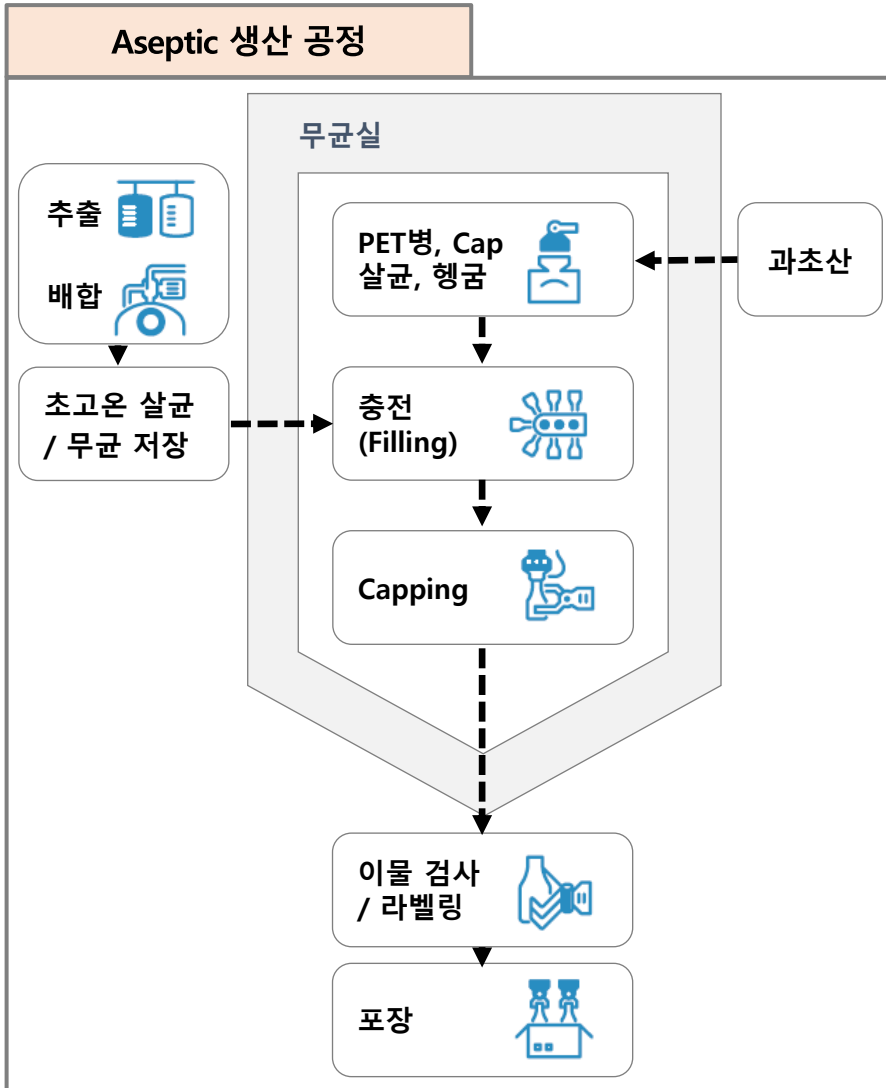 Aseptic 생산 공정
무균실
추출
배합
초고온 살균
/ 무균 저장
PET병, Cap
살균, 헹굼
과초산
충전
(Filling)
Capping
이물 검사
/ 라벨링
포장